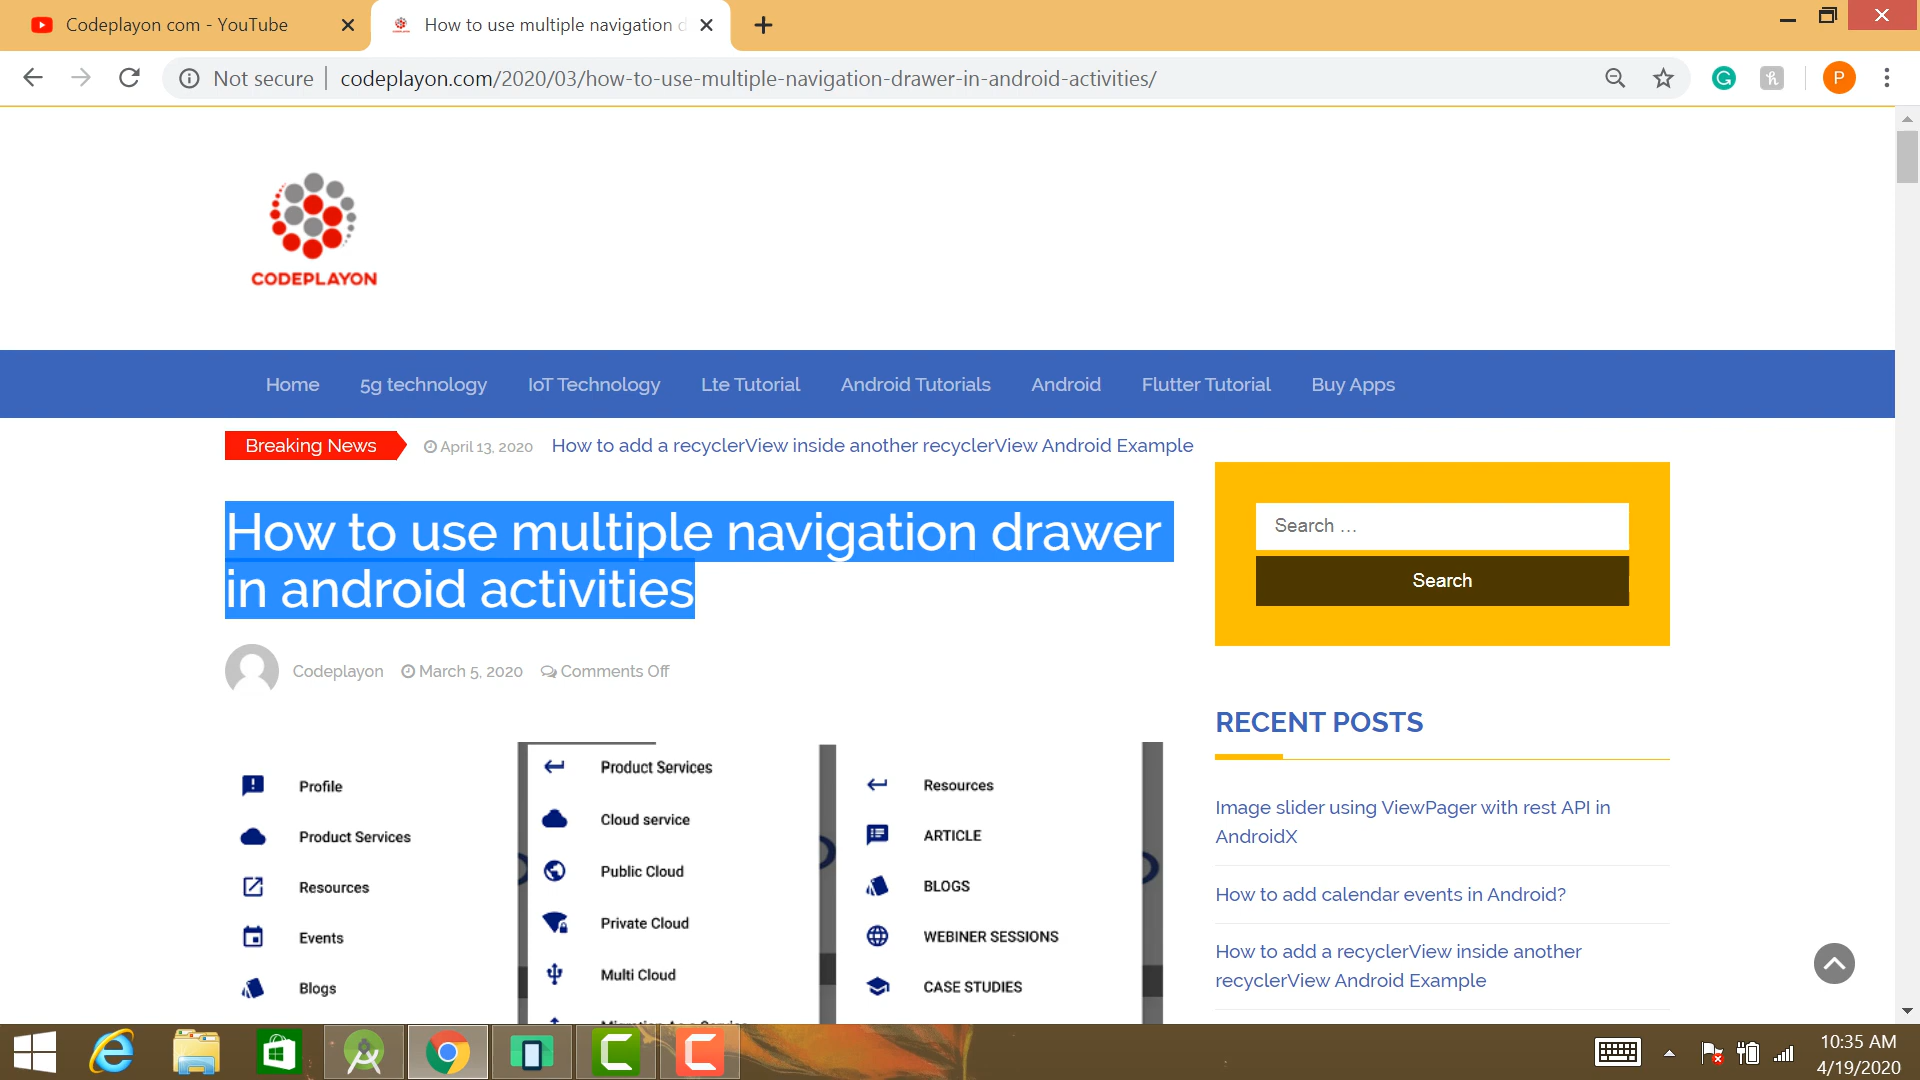 Codeplayon com - YouTube
How to use multiple navigation d
Not secure
codeplayon.com/2020/03/how-to-use-multiple-navigation-drawer-in-android-activities/
P
CODEPLAYON
Home
5g technology
IoT Technology
Lte Tutorial
Android Tutorials
Android
Flutter Tutorial
Buy Apps
Breaking News
April 13, 2020
How to add a recyclerView inside another recyclerView Android Example
How to use multiple navigation drawer
in android activities
Codeplayon
March 5, 2020
Comments Off
Profile
Product Services
Resources
Events
Blogs
Product Services
Cloud service
Public Cloud
Private Cloud
Multi Cloud
Resources
ARTICLE
BLOGS
WEBINER SESSIONS
CASE STUDIES
Search ...
Search
RECENT POSTS
Image slider using ViewPager with rest API in
AndroidX
How to add calendar events in Android?
How to add a recyclerView inside another
recyclerView Android Example
10:35 AM
4/19/2020